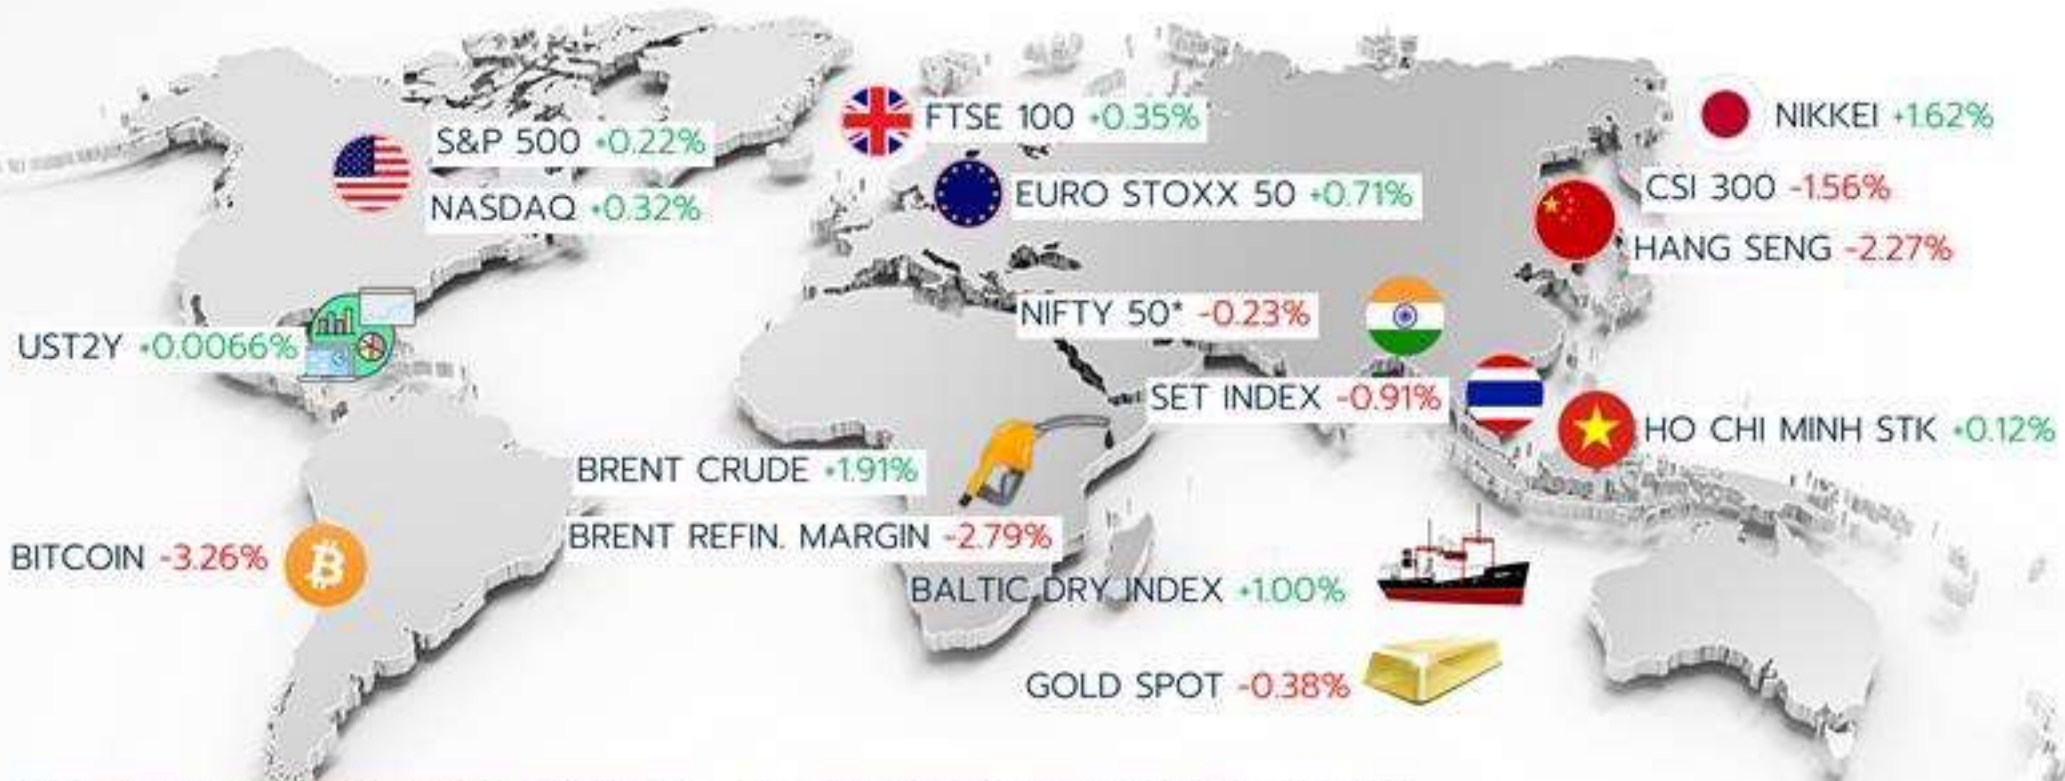 S&P 500 +0.22%
NASDAQ +0.32%
FTSE 100 +0.35%
EURO STOXX 50 +0.71%
NIKKEI +1.62%
CSI 300 -1.56%
HANG SENG -2.27%
UST2Y +0.0066%
NIFTY 50* -0.23%
SET INDEX -0.91%
HO CHI MINH STK +0.12%
BRENT CRUDE +1.91%
BRENT REFIN. MARGIN -2.79%
BITCOIN -3.26%
BALTIC DRY INDEX +1.00%
GOLD SPOT -0.38%